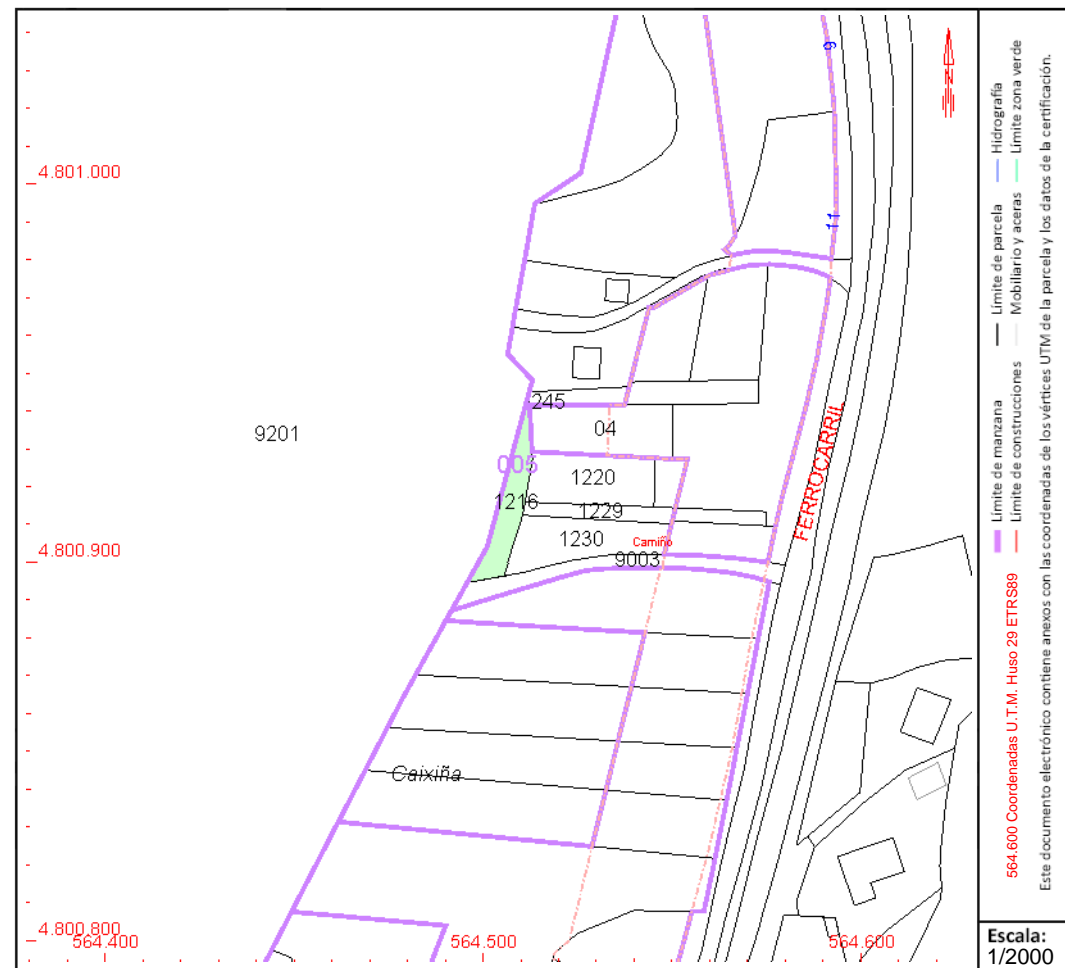 9
4.801.000
11
245
9201
04
005
1220
1216
1229
FERROCARRIL
1230
Camiño
9003
4.800.900
Caixiña
4.800.800
564.400
564.500
564.600
Límite de manzana
Límite de parcela
Hidrografía
Límite de construcciones
Mobiliario y aceras
Límite zona verde
564.600 Coordenadas U.T.M. Huso 29 ETRS89
Este documento electrónico contiene anexos con las coordenadas de los vértices UTM de la parcela y los datos de la certificación.
Escala:
1/2000